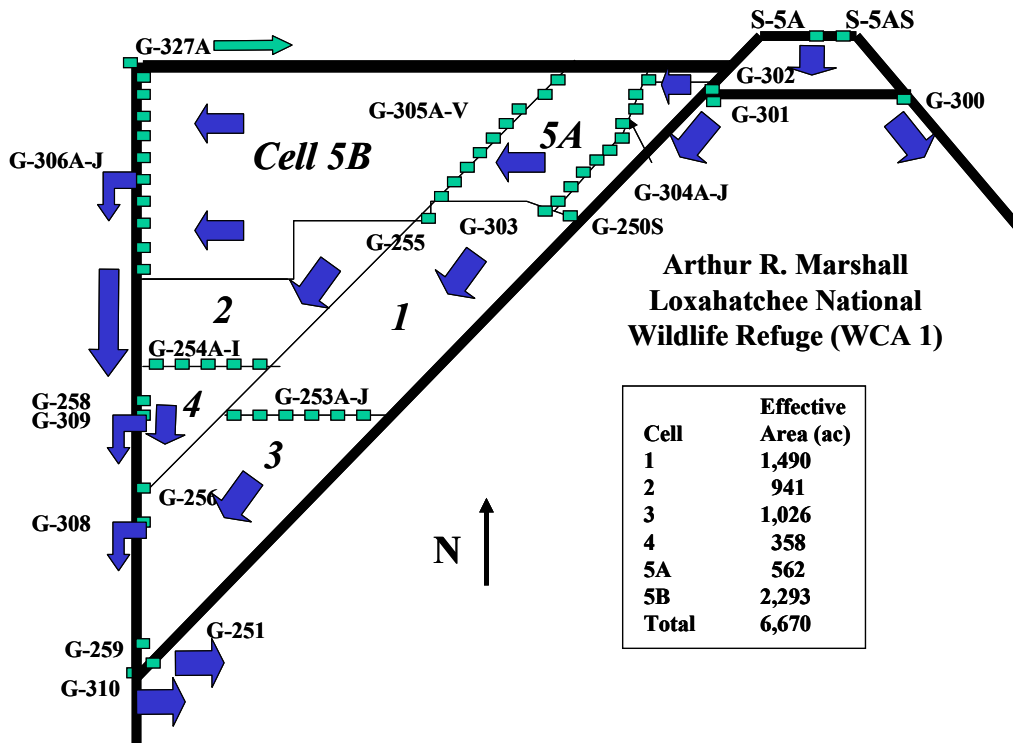 S-5A
S-5AS
G-327A
G-302
G-305A-V
5A
G-301
G-300
Cell 5B
G-306A-J
G-304A-J
G-303
G-250S
G-255
Arthur R. Marshall
Loxahatchee National
Wildlife Refuge (WCA 1)
2
1
G-254A-I
G-258
G-309
4
G-253A-J
3
G-256
G-308
N
G-251
G-259
G-310
Effective
Cell Area (ac)
1 1,490
2 941
3 1,026
4 358
5A 562
5B 2,293
Total 6,670